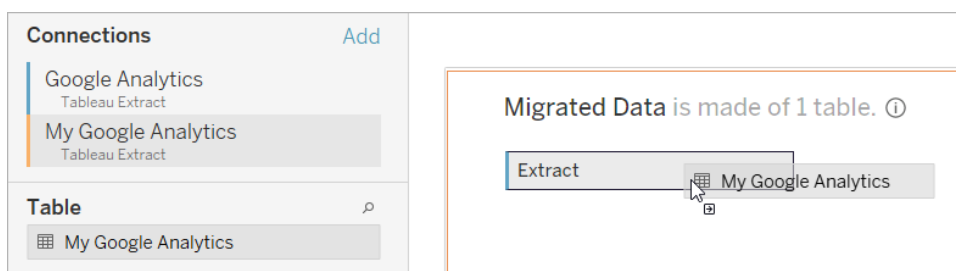 Connections Add
Google Analytics
Tableau Extract
My Google Analytics
Tableau Extract
Table
My Google Analytics
Migrated Data is made of 1 table.
Extract
My Google Analytics